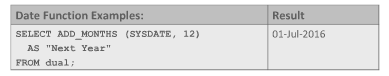 Date Function Examples: Result
SELECT ADD_MONTHS (SYSDATE, 12) 01-Jul-2016
AS "Next Year"
FROM dual;